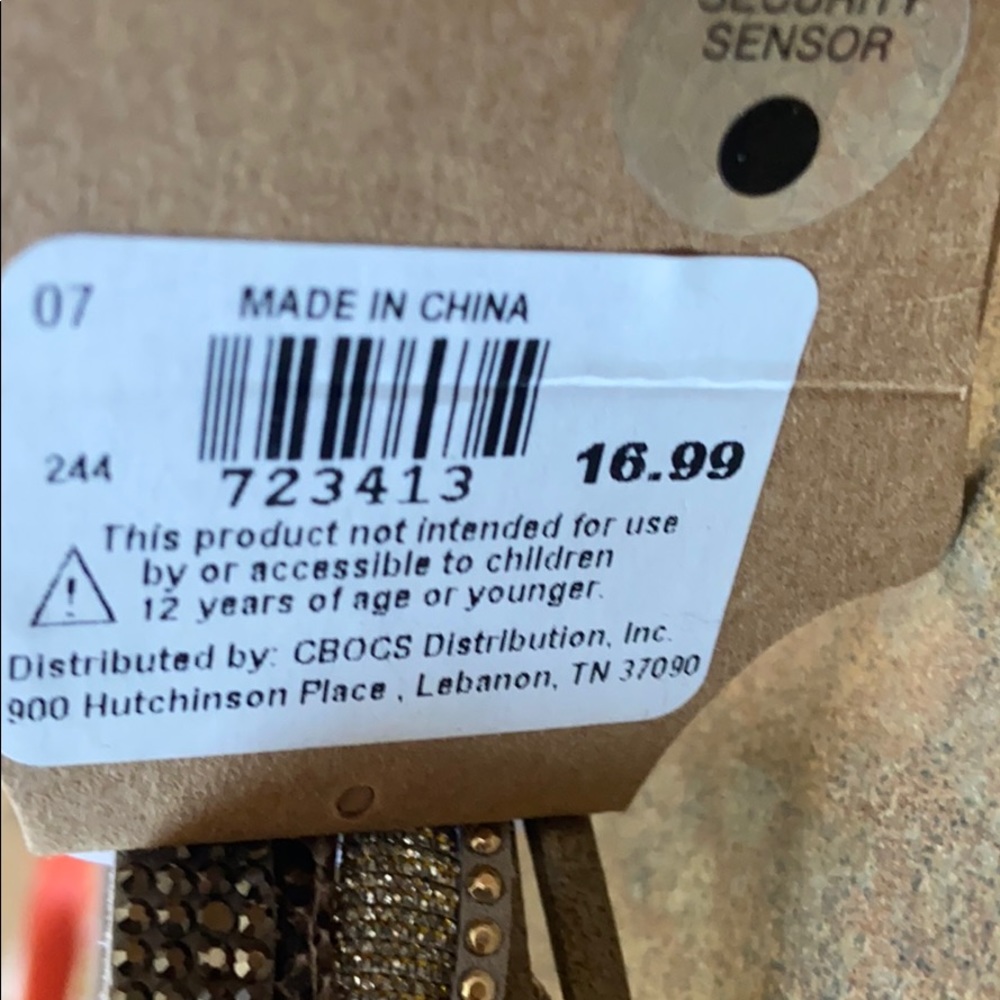 SECURITY
SENSOR
07
MADE IN CHINA
244
723413
16.99
This product not intended for use
by or accessible to children
12 years of age or younger.
Distributed by: CBOCS Distribution, Inc.
900 Hutchinson Place , Lebanon, TN 37090